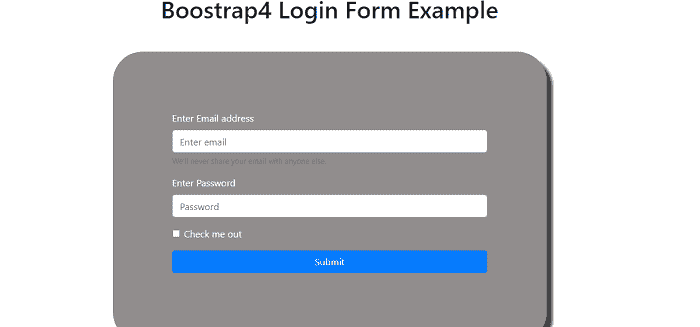 Boostrap4 Login Form Example
Enter Email address
Enter email
We'll never share your email with anyone else.
Enter Password
Password
Check me out
Submit